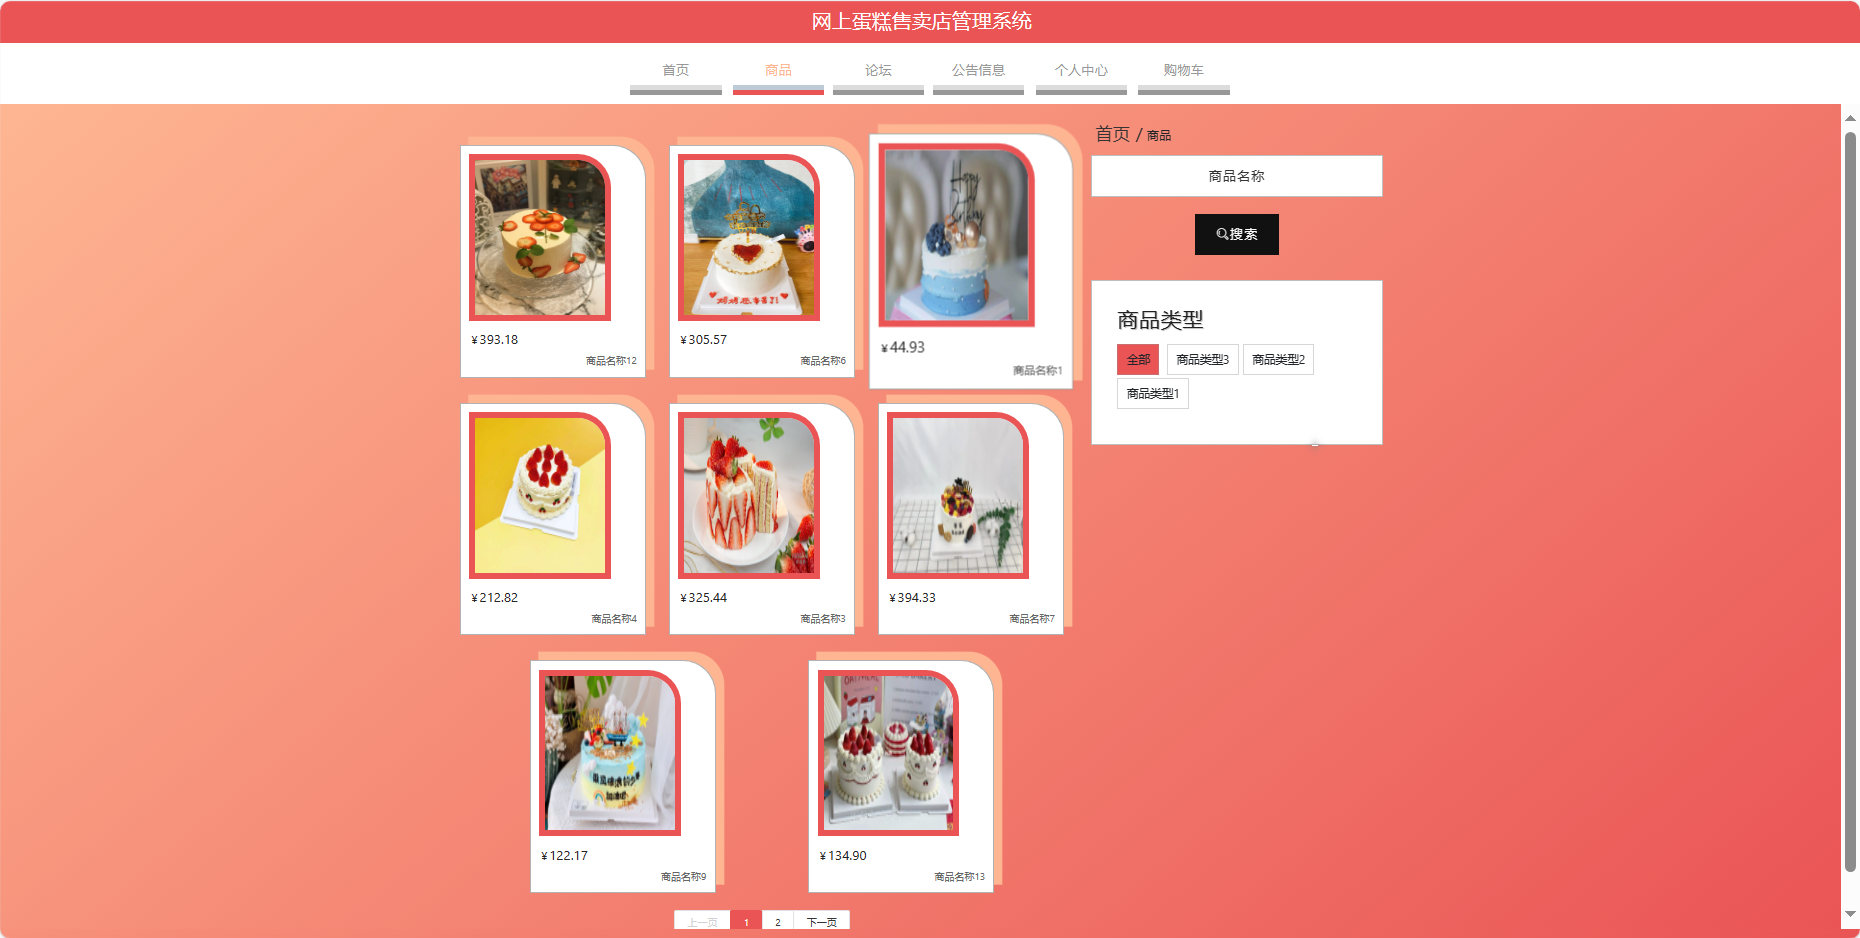 网上蛋糕售卖店管理系统
首页 商品 论坛 公告信息 个人中心 购物车
首页 / 商品
商品名称
搜索
商品类型
全部 商品类型3 商品类型2
商品类型1
¥393.18
商品名称12
¥305.57
商品名称6
¥44.93
商品名称1
¥212.82
商品名称4
¥325.44
商品名称3
¥394.33
商品名称7
¥122.17
商品名称9
¥134.90
商品名称13
上一页 1 2 下一页